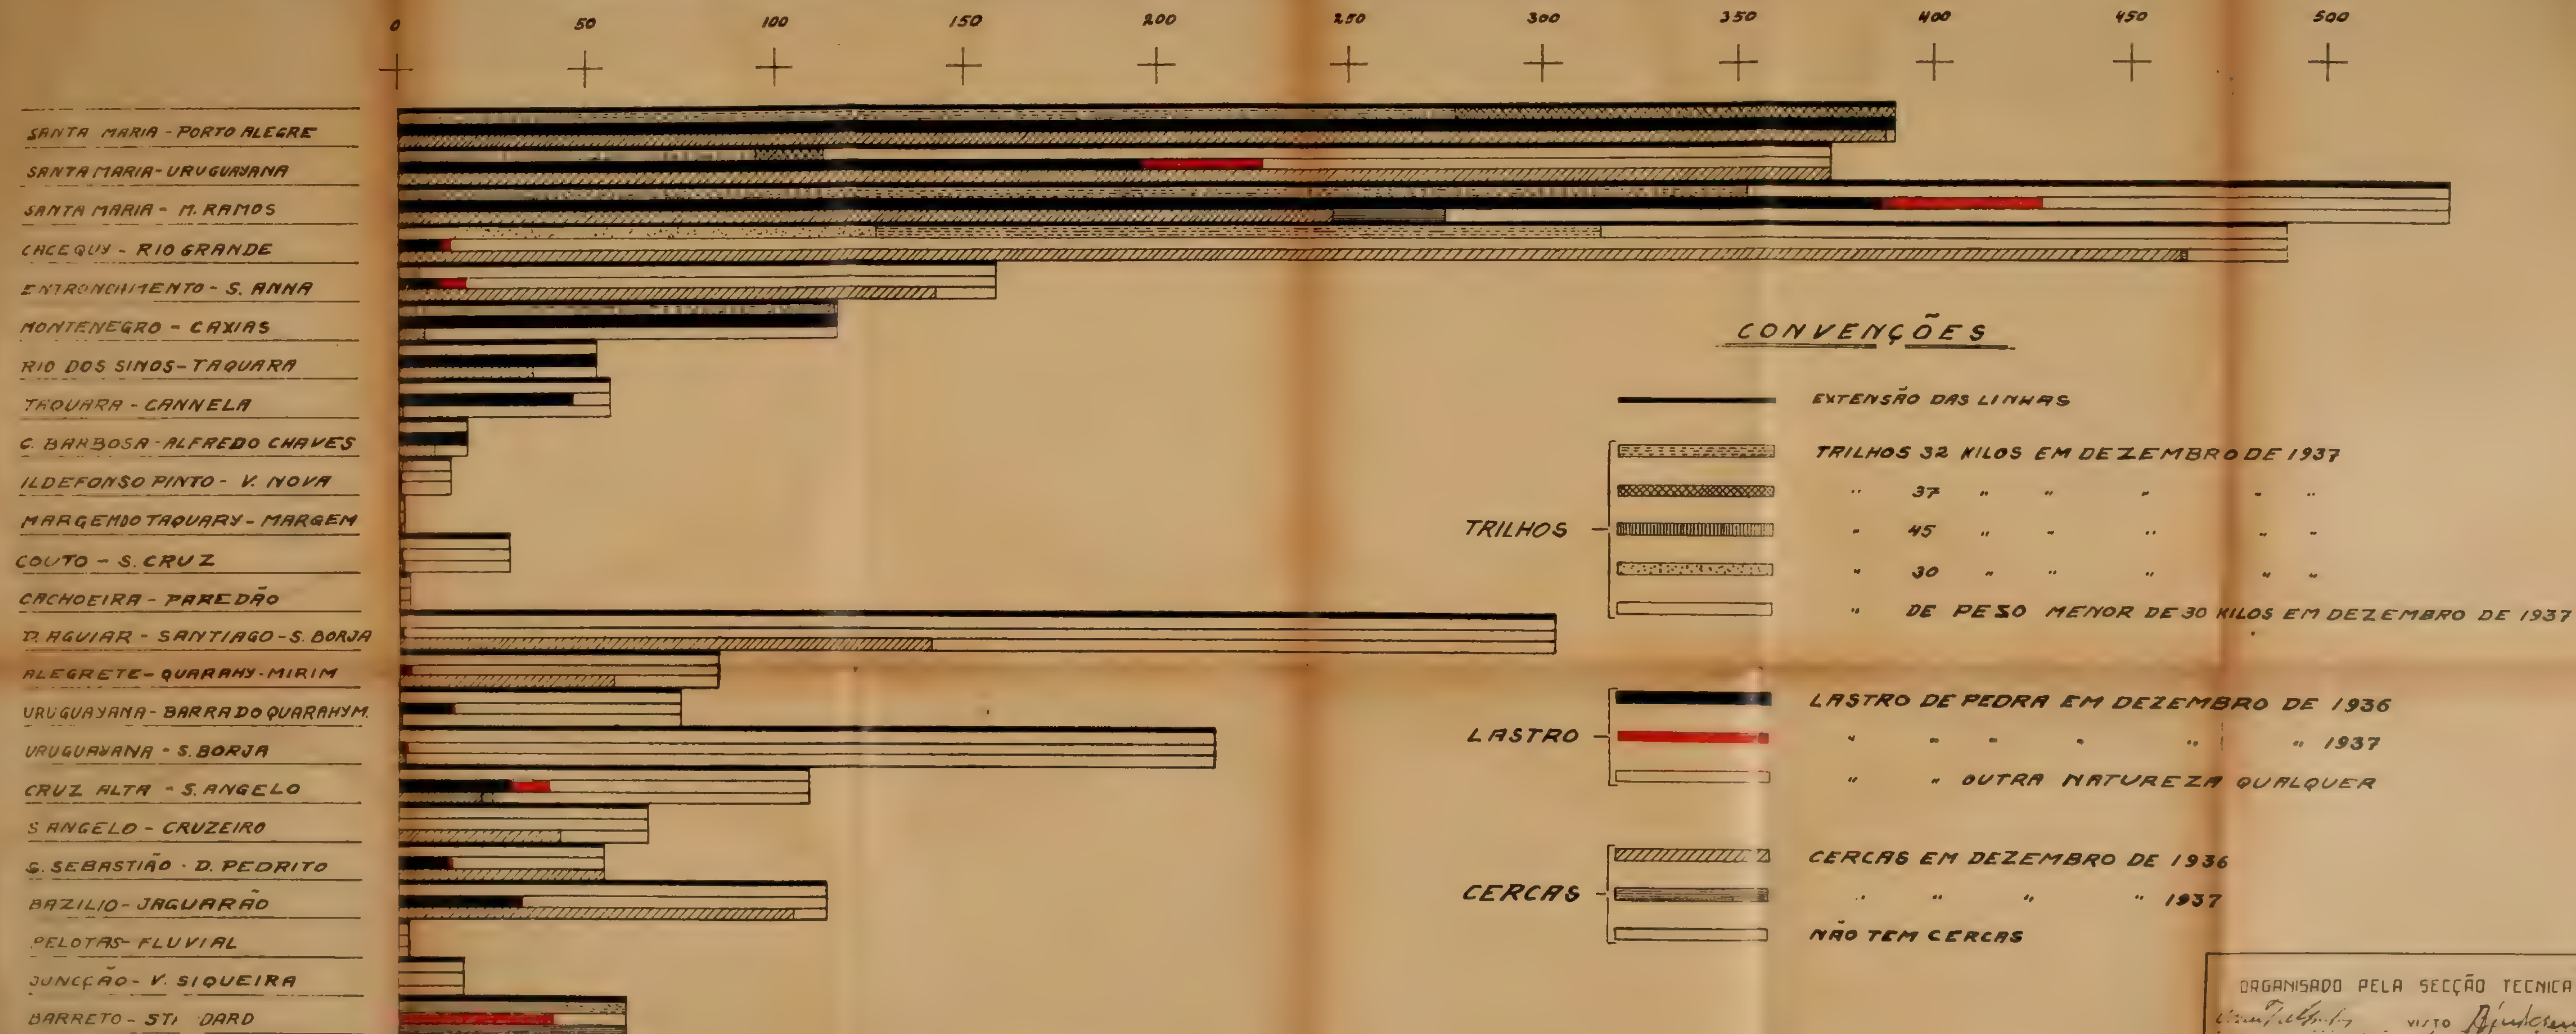 0 50 100 150 200 250 300 350 400 450 500
SANTA MARIA - PORTO ALEGRE
SANTA MARIA - URUGUAYANA
SANTA MARIA - M. RAMOS
CACEQUY - RIO GRANDE
ENTRONCAMENTO - S. ANNA
MONTENEGRO - CAXIAS
RIO DOS SINOS - TAQUARA
TAQUARA - CANNELA
C. BARBOSA - ALFREDO CHAVES
ILDEFONSO PINTO - V. NOVA
MARGEM DO TAQUARY - MARGEM
COUTO - S. CRUZ
CACHOEIRA - PAREDÃO
D. AGUIAR - SANTIAGO - S. BORJA
ALEGRETE - QUARAHY - MIRIM
URUGUAYANA - BARRA DO QUARAHY M.
URUGUAYANA - S. BORJA
CRUZ ALTA - S. ANGELO
S ANGELO - CRUZEIRO
S. SEBASTIÃO - D. PEDRITO
BAZILIO - JAGUARÃO
PELOTAS - FLUVIAL
JUNCÇÃO - V. SIQUEIRA
BARRETO -
CONVENÇÕES
EXTENSÃO DAS LINHAS
TRILHOS
TRILHOS 32 KILOS EM DEZEMBRO DE 1937
" 37 " " " " "
" 45 " " " " "
" 30 " " " " "
" DE PESO MENOR DE 30 KILOS EM DEZEMBRO DE 1937
LASTRO
LASTRO DE PEDRA EM DEZEMBRO DE 1936
" " " " " " 1937
" " OUTRA NATUREZA QUALQUER
CERCAS
CERCAS EM DEZEMBRO DE 1936
" " " " 1937
NÃO TEM CERCAS
ORGANISADO PELA SECÇÃO TECNICA
VISTO